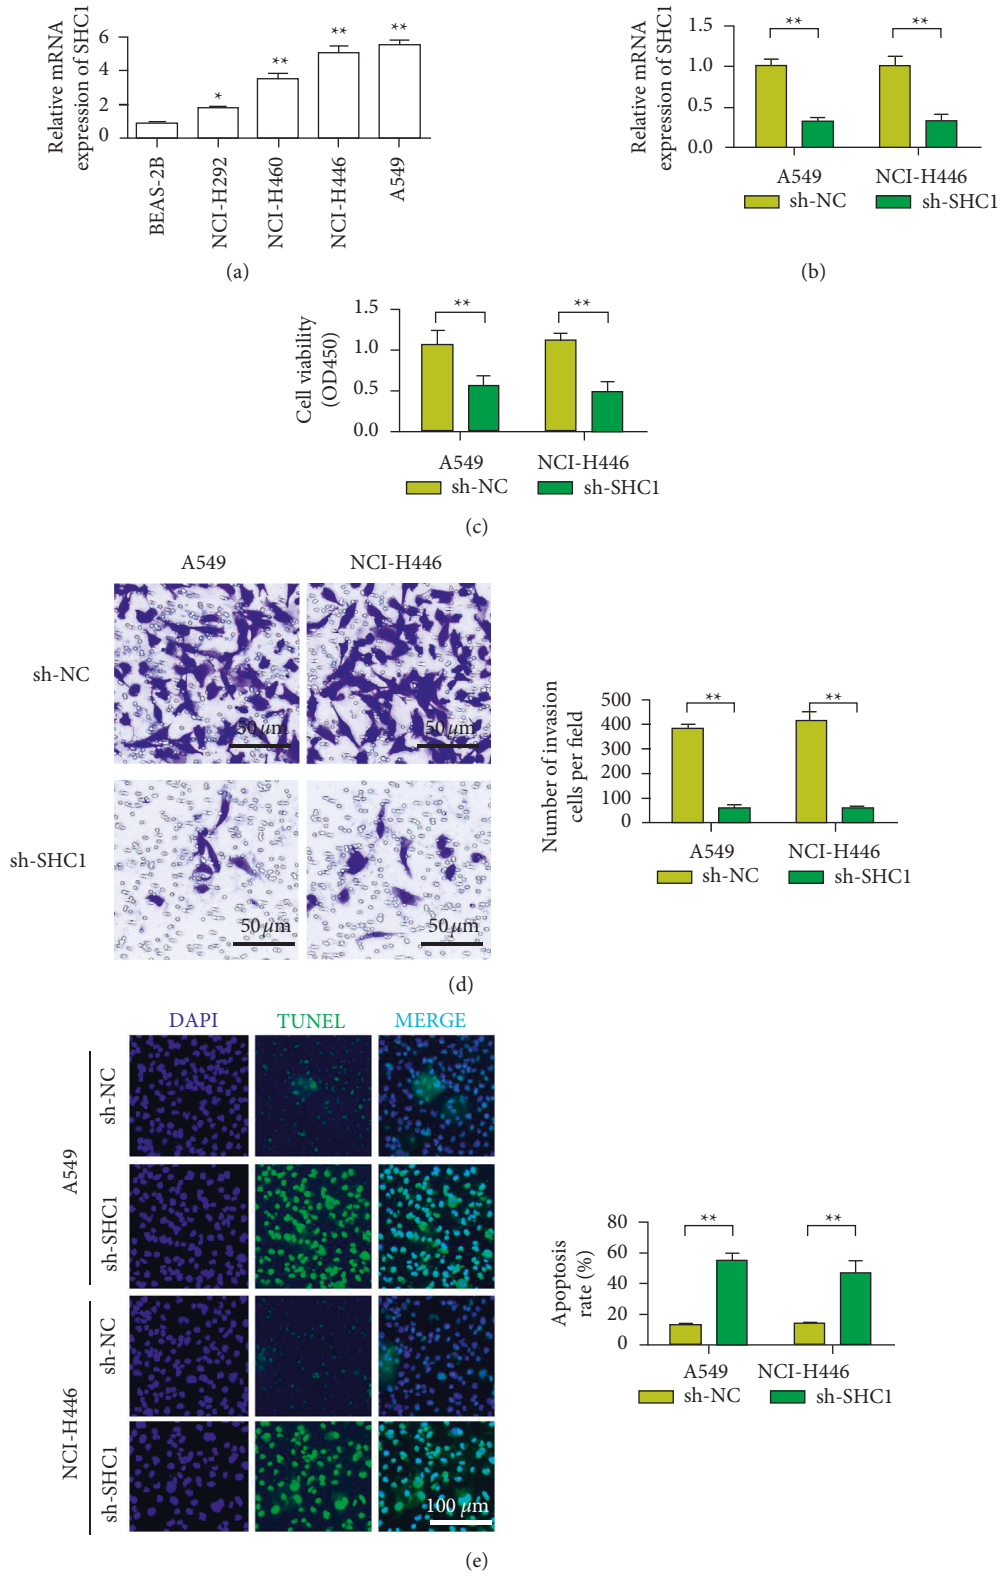 Relative mRNA
expression of SHC1
6
4
2
0
*
**
**
**
BEAS-2B
NCI-H292
NCI-H460
NCI-H446
A549
(a)
Relative mRNA
expression of SHC1
1.5
1.0
0.5
0.0
**
**
A549
NCI-H446
sh-NC
sh-SHC1
(b)
Cell viability
(OD450)
1.5
1.0
0.5
0.0
**
**
A549
NCI-H446
sh-NC
sh-SHC1
(c)
A549
NCI-H446
sh-NC
50 μm
50 μm
sh-SHC1
50 μm
50 μm
Number of invasion
cells per field
500
400
300
200
100
0
**
**
A549
NCI-H446
sh-NC
sh-SHC1
(d)
DAPI
TUNEL
MERGE
A549
sh-NC
sh-SHC1
NCI-H446
sh-NC
sh-SHC1
100 μm
Apoptosis
rate (%)
80
60
40
20
0
**
**
A549
NCI-H446
sh-NC
sh-SHC1
(e)